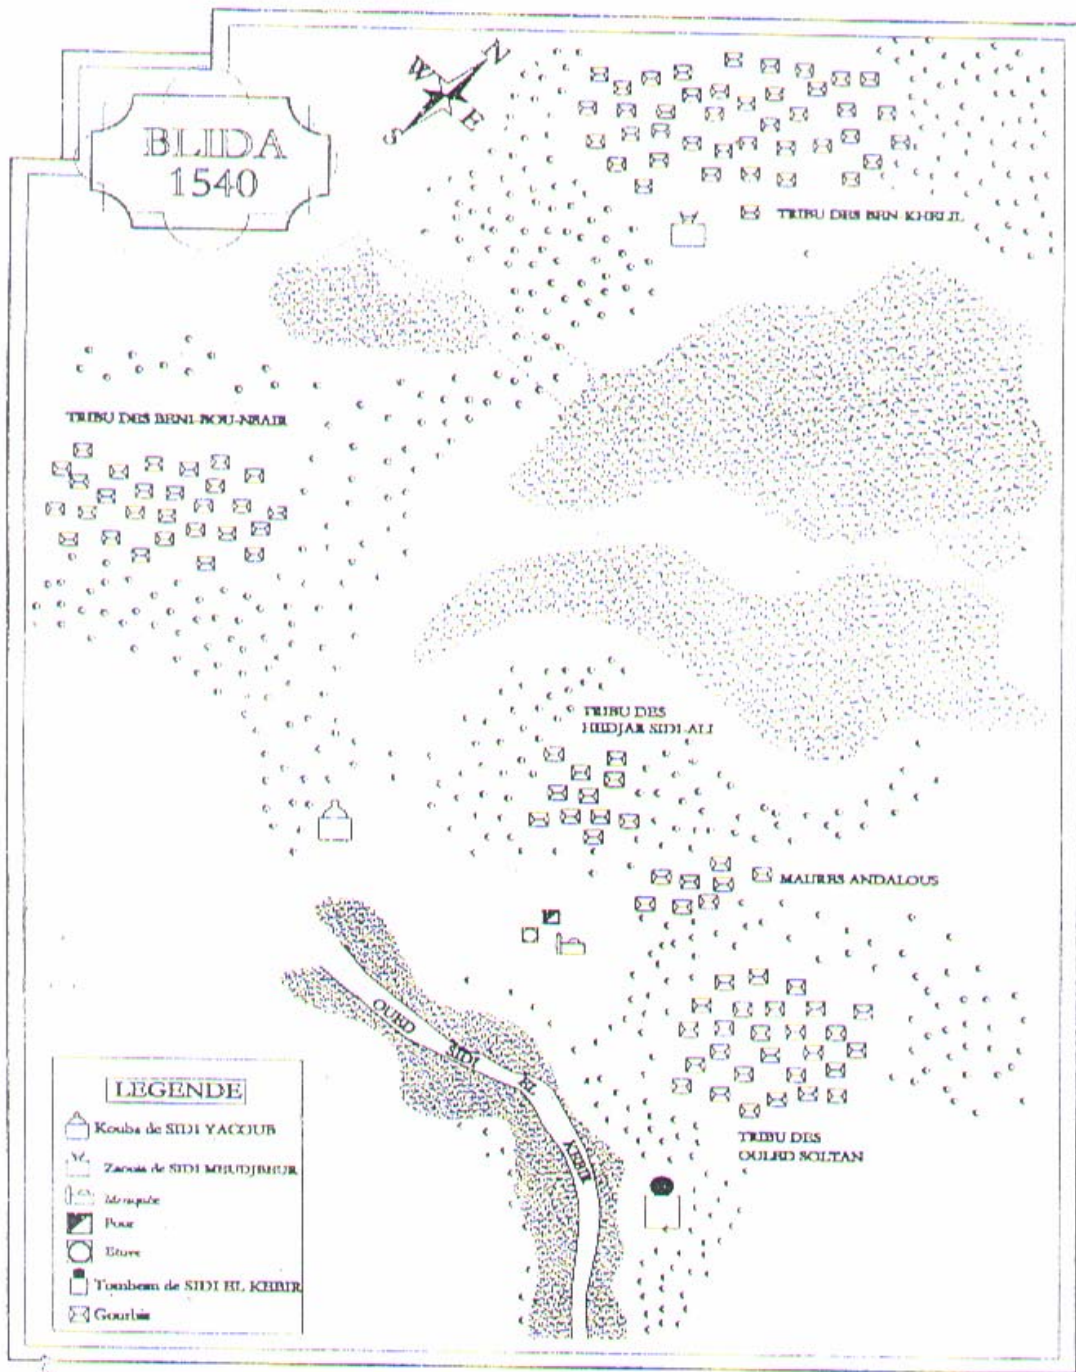 BLIDA
1540
N
W
E
S
TRIBU DES BEN KHELIL
TRIBU DES BENI-BOU-NSAIR
TRIBU DES
HEDJAR SIDI-ALI
MAURES ANDALOUS
OUED SIDI EL KEBIR
TRIBU DES
OULED SOLTAN
LEGENDE
Kouba de SIDI YACOUB
Zaouia de SIDI MEUDJBEUR
Mosquée
Four
Etuve
Tombeau de SIDI EL KEBIR
Gourbis